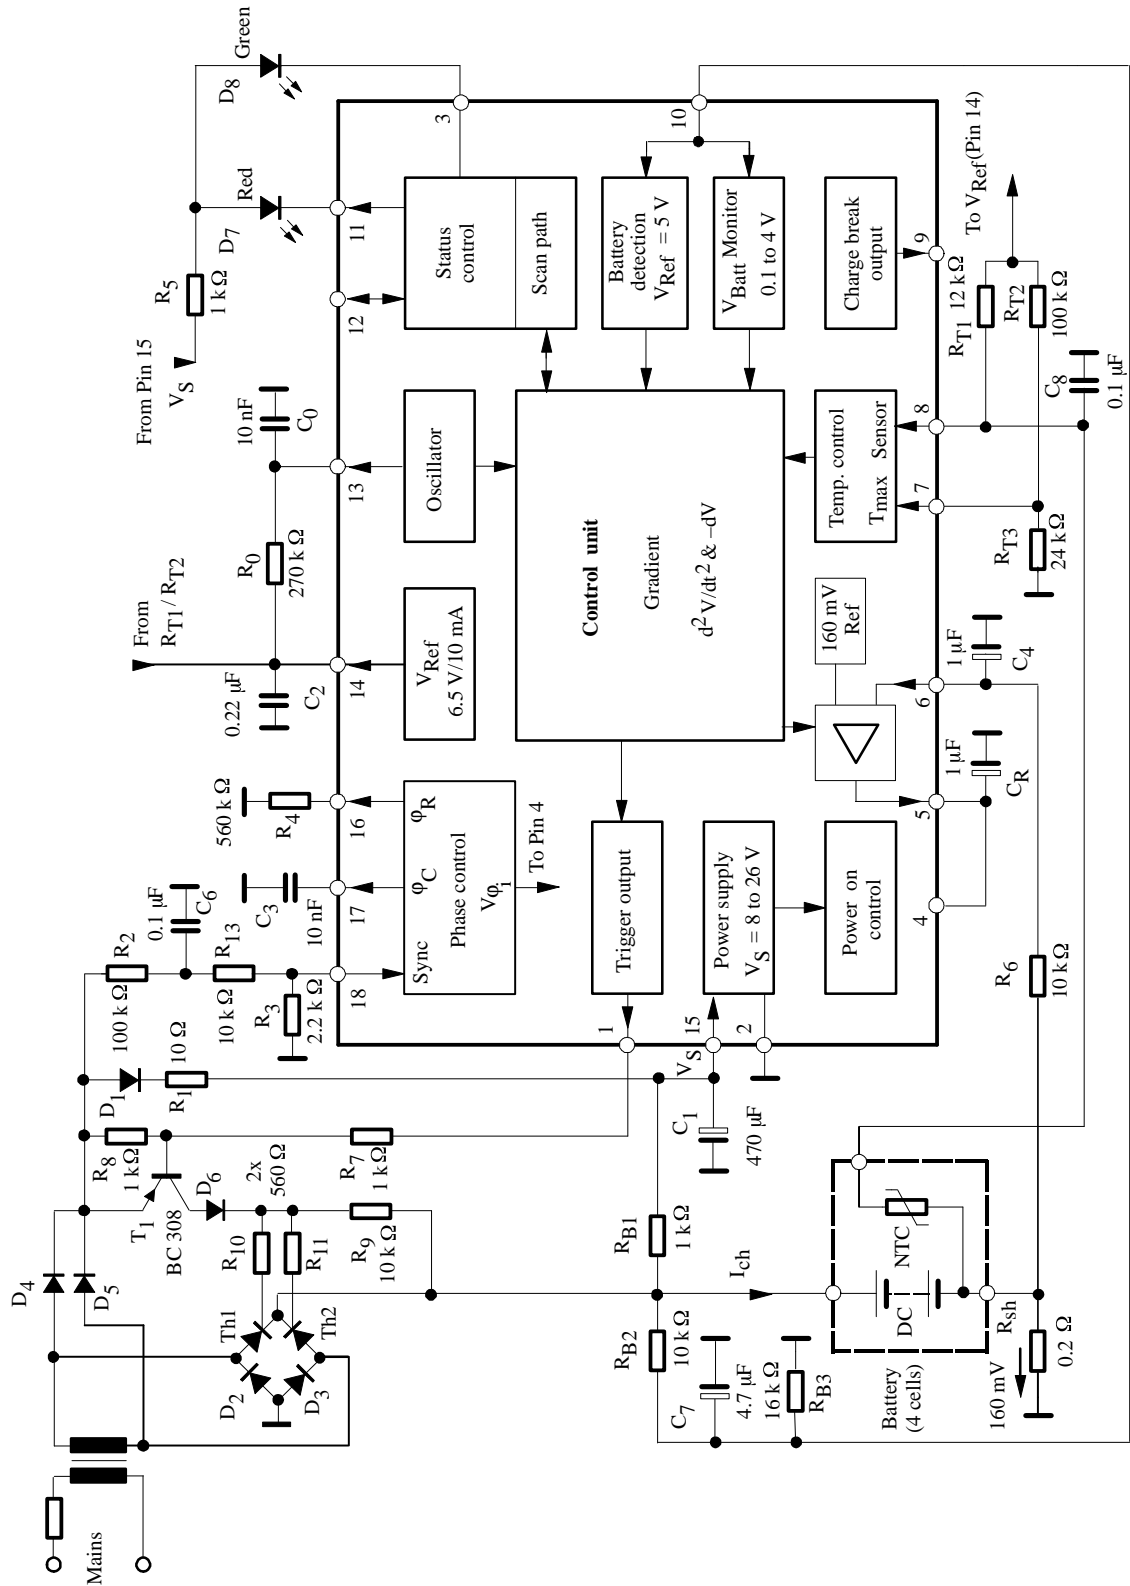 Mains
D4
D5
T1
BC 308
R8
1 kΩ
D1
R1
10 Ω
R2
100 kΩ
0.1 µF
C6
R13
10 kΩ
R3
2.2 kΩ
C3
10 nF
560 kΩ
R4
From
RT1/ RT2
0.22 µF
C2
R0
270 kΩ
10 nF
C0
From Pin 15
VS
R5
1 kΩ
D7
Red
D8
Green
18
17
16
14
13
12
11
3
Sync
φC
φR
Phase control
Vφi
To Pin 4
VRef
6.5 V/10 mA
Oscillator
Status
control
Scan path
D6
2x
560 Ω
R10
R11
R9
10 kΩ
R7
1 kΩ
Th1
Th2
D2
D3
Trigger output
Control unit
Gradient
d2V/dt2 & –dV
Battery
detection
VRef = 5 V
VBatt Monitor
0.1 to 4 V
10
1
15
VS
2
Power supply
VS = 8 to 26 V
Power on
control
160 mV
Ref
Temp. control
Tmax Sensor
Charge break
output
4
5
6
7
8
9
C1
470 µF
RB1
1 kΩ
RB2
10 kΩ
C7
4.7 µF
16 kΩ
RB3
Ich
NTC
DC
Battery
(4 cells)
Rsh
160 mV
0.2 Ω
R6
10 kΩ
1 µF
CR
1 µF
C4
RT3
24 kΩ
RT1
12 kΩ
RT2
100 kΩ
C8
0.1 µF
To VRef (Pin 14)